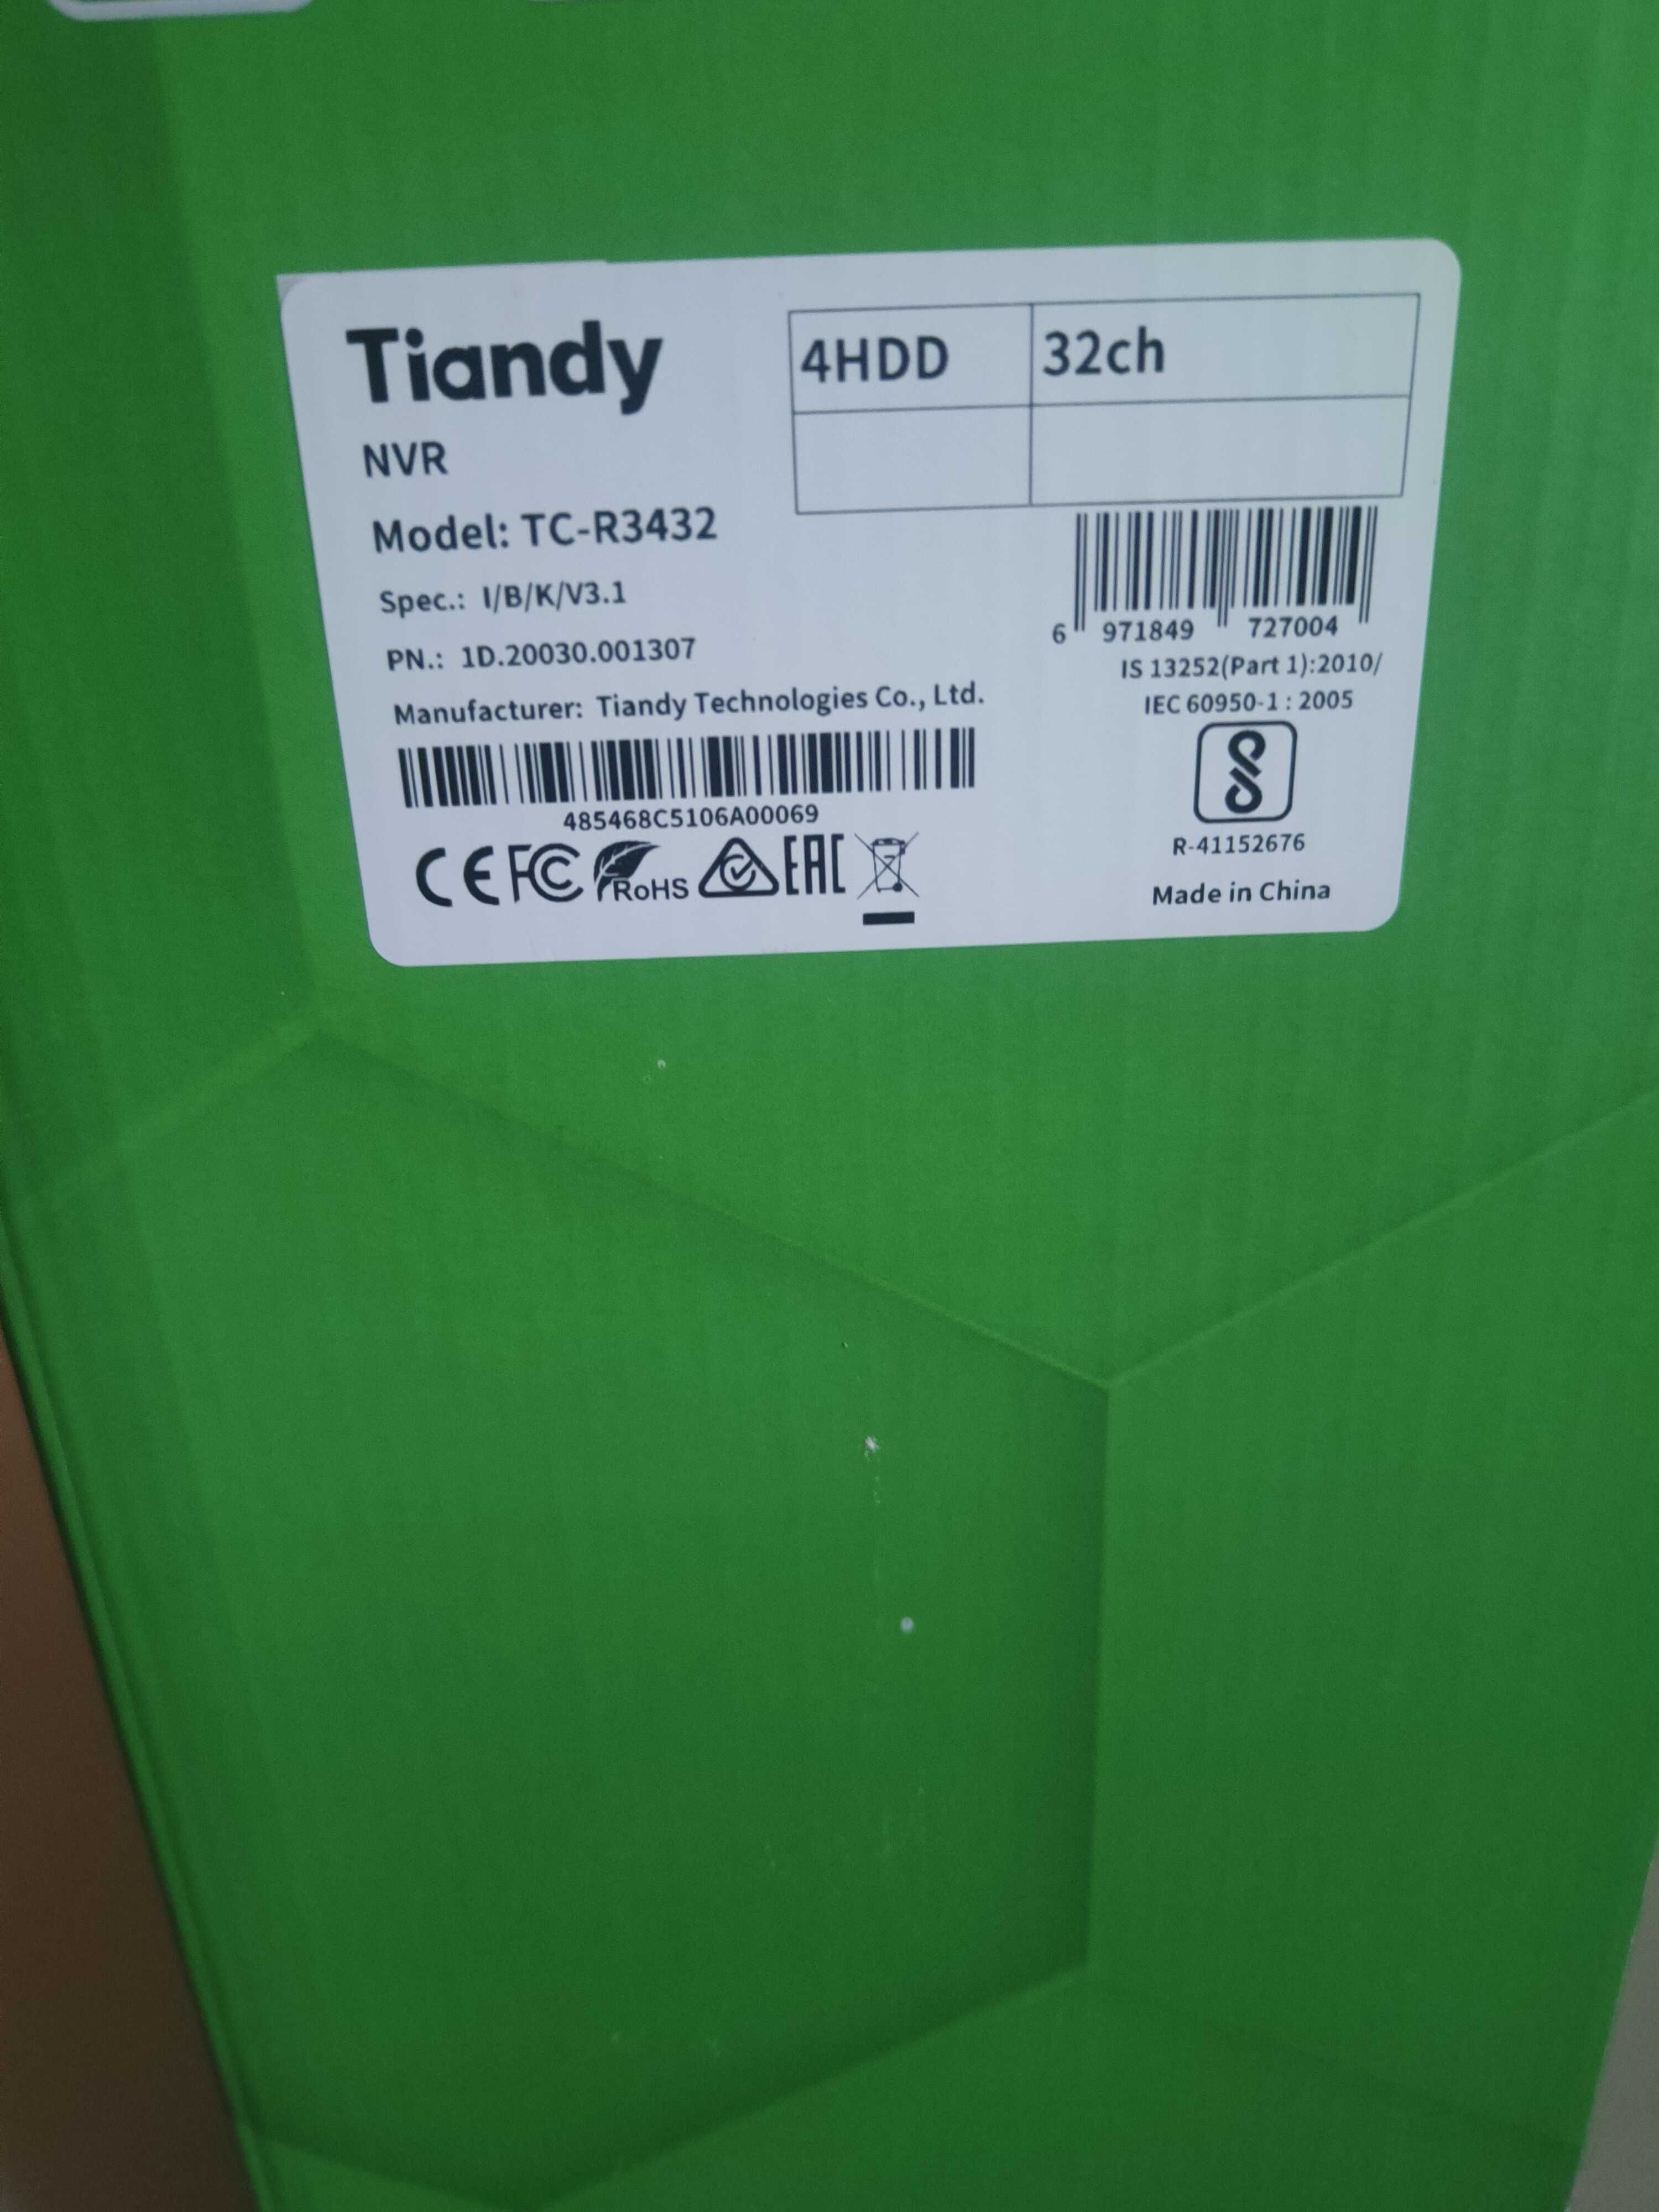 Tiandy
4HDD 32ch
NVR
Model: TC-R3432
Spec.: I/B/K/V3.1
PN.: 1D.20030.001307
Manufacturer: Tiandy Technologies Co., Ltd.
485468C5106A00069
CE FC RoHS EAC
6 971849 727004
IS 13252(Part 1):2010/
IEC 60950-1 : 2005
R-41152676
Made in China